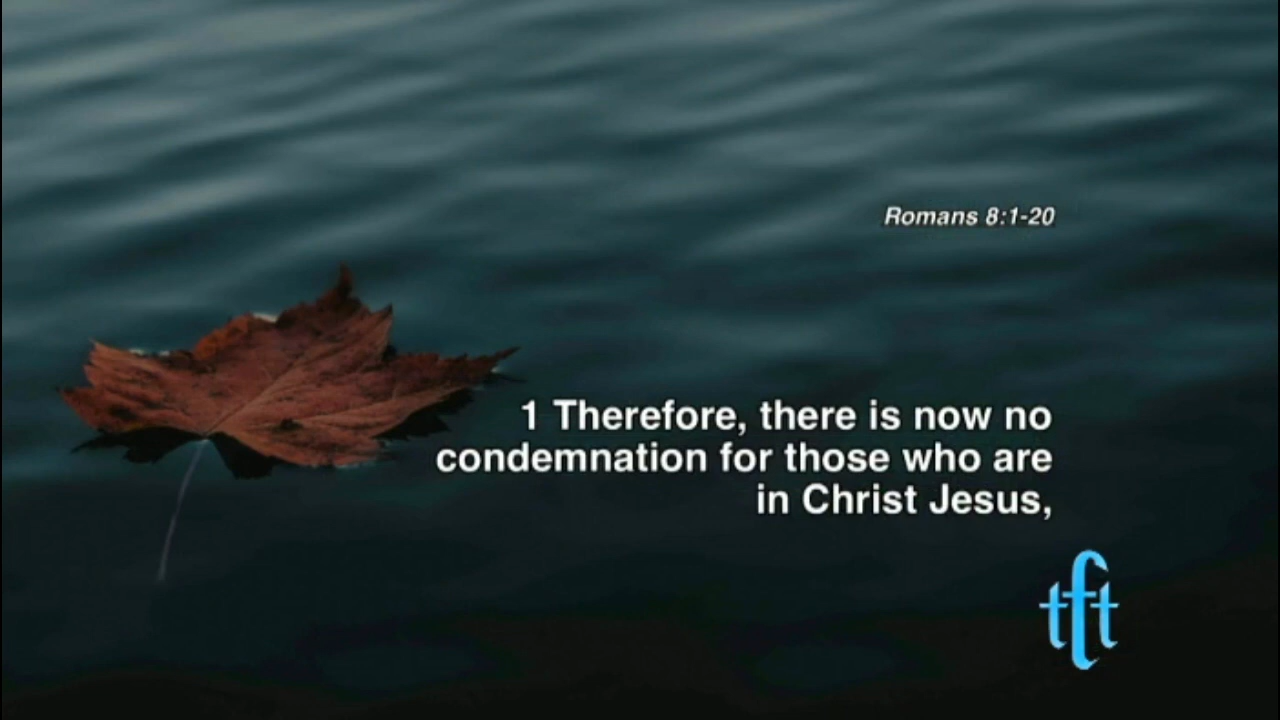 Romans 8:1-20
1 Therefore, there is now no
condemnation for those who are
in Christ Jesus,
tft